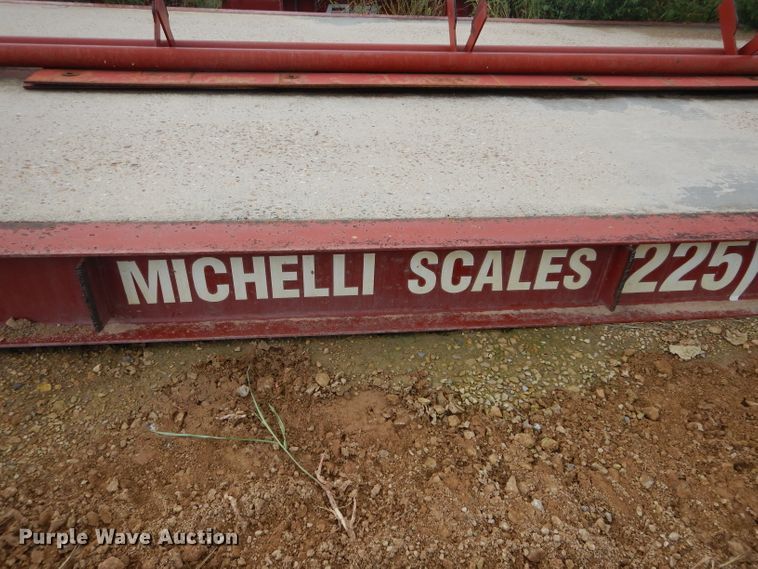 MICHELLI SCALES 225/
Purple Wave Auction